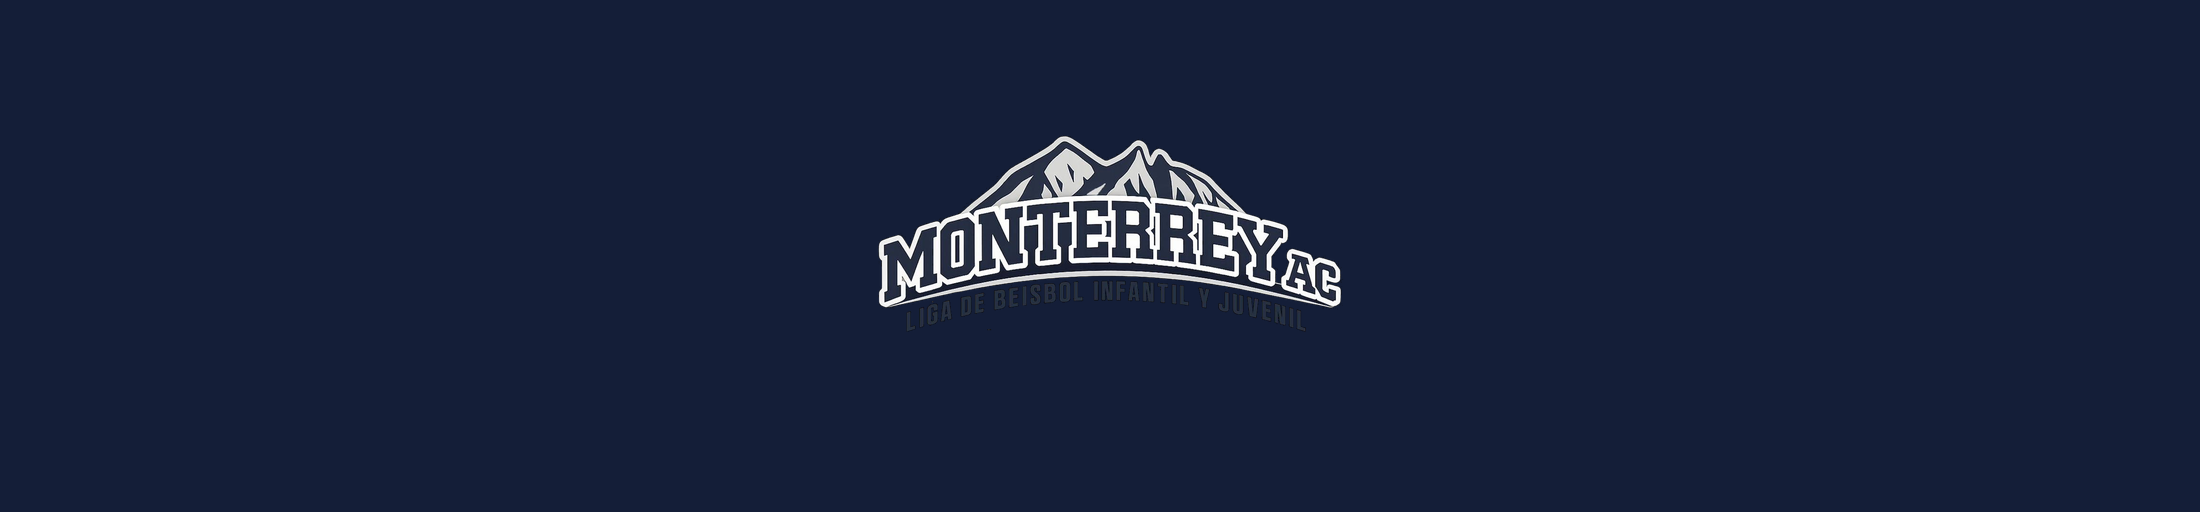 MONTERREY AC
LIGA DE BEISBOL INFANTIL Y JUVENIL